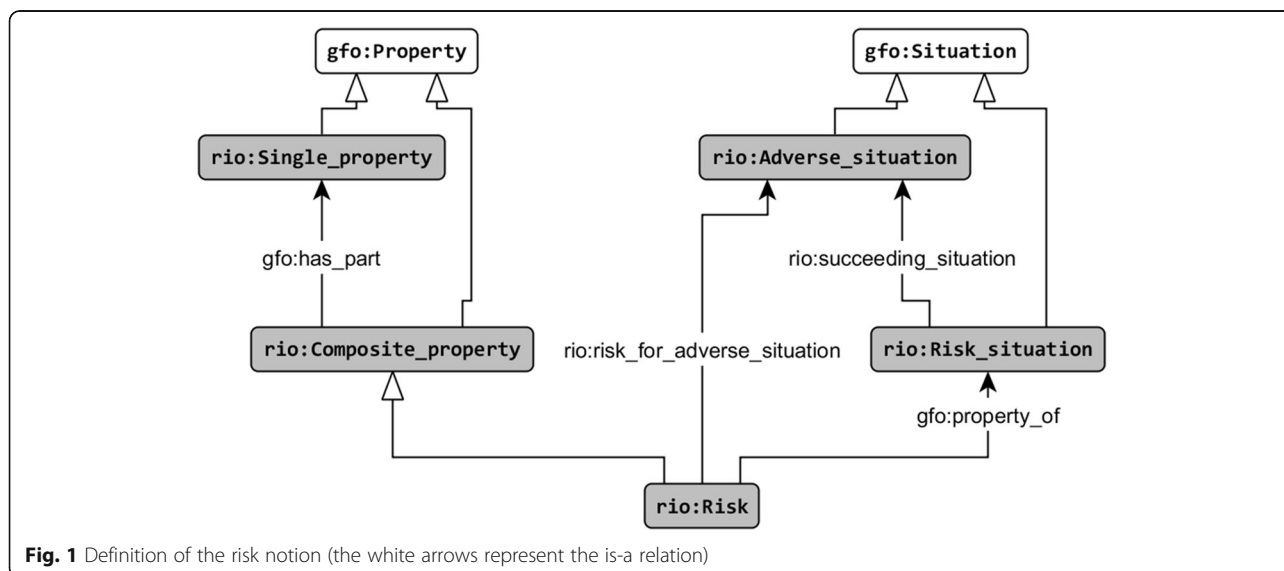 gfo:Property
gfo:Situation
rio:Single_property
rio:Adverse_situation
gfo:has_part
rio:succeeding_situation
rio:Composite_property
rio:risk_for_adverse_situation
rio:Risk_situation
gfo:property_of
rio:Risk
Fig. 1 Definition of the risk notion (the white arrows represent the is-a relation)